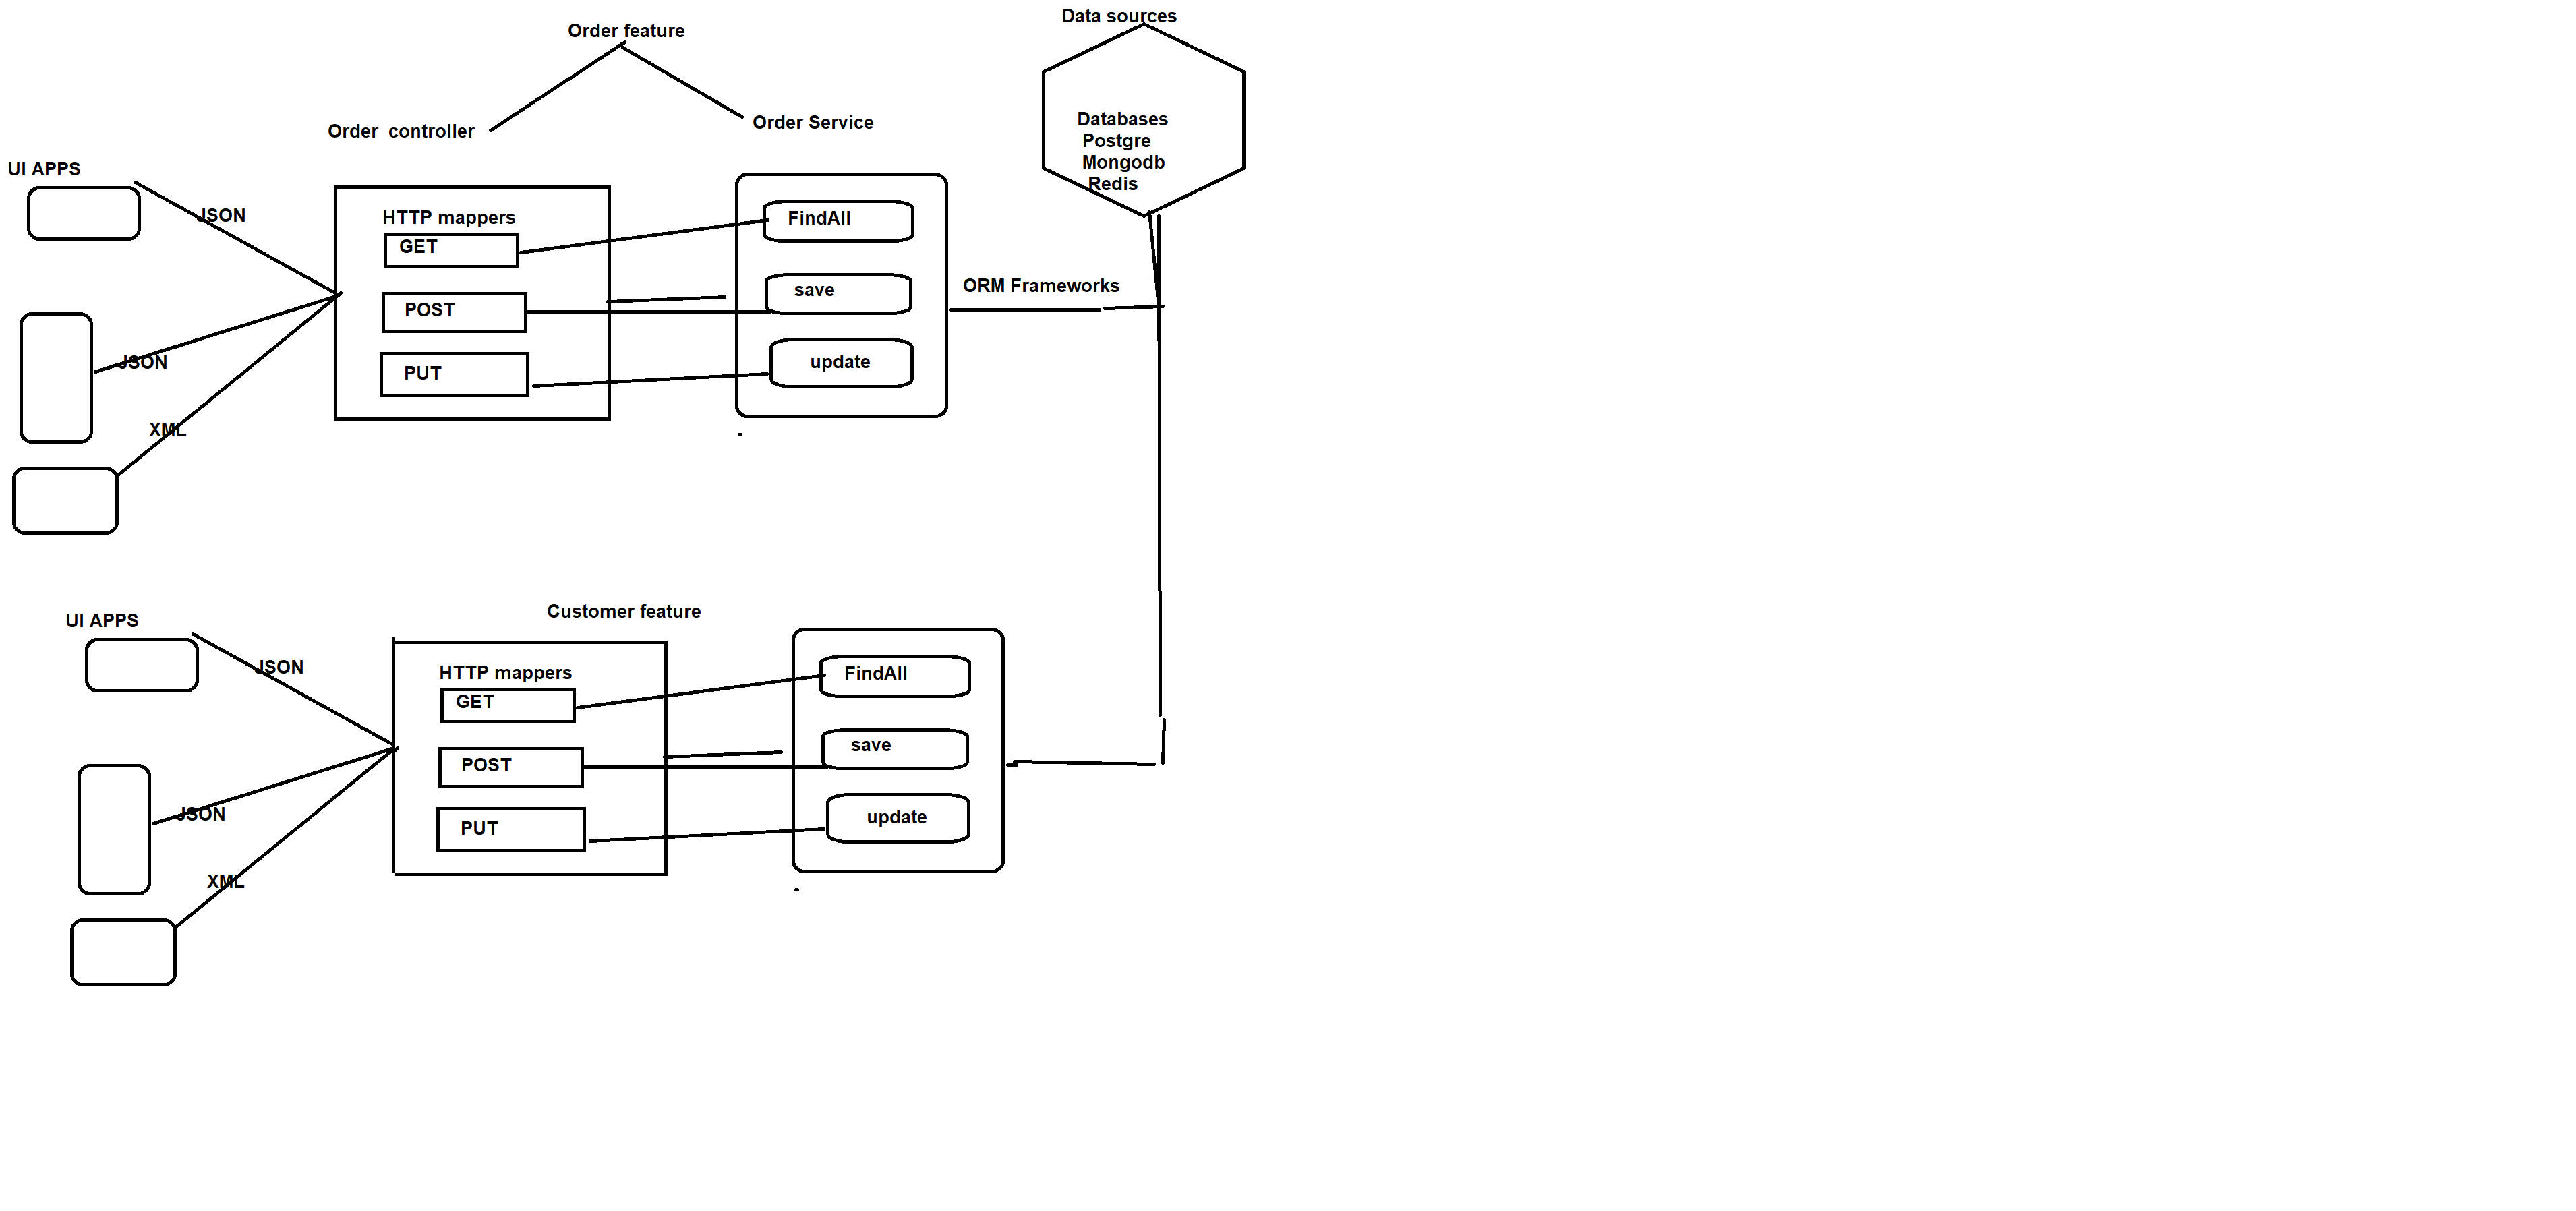 Data sources
Order feature
Order controller
Order Service
Databases
Postgre
Mongodb
Redis
UI APPS
JSON
JSON
XML
HTTP mappers
GET
POST
PUT
FindAll
save
update
ORM Frameworks
Customer feature
UI APPS
JSON
JSON
XML
HTTP mappers
GET
POST
PUT
FindAll
save
update